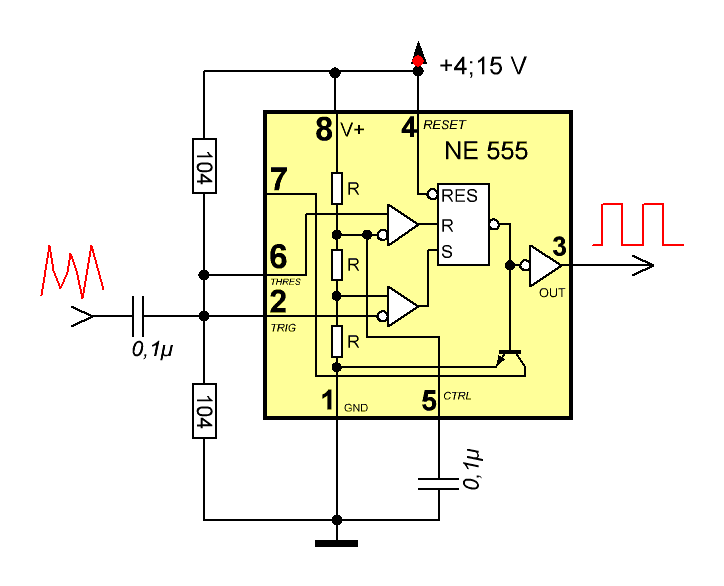 +4;15 V
8 V+
4 RESET
NE 555
104
7
R
RES
R
S
6
THRES
3
OUT
R
2
TRIG
0,1µ
R
104
1 GND
5 CTRL
0,1µ